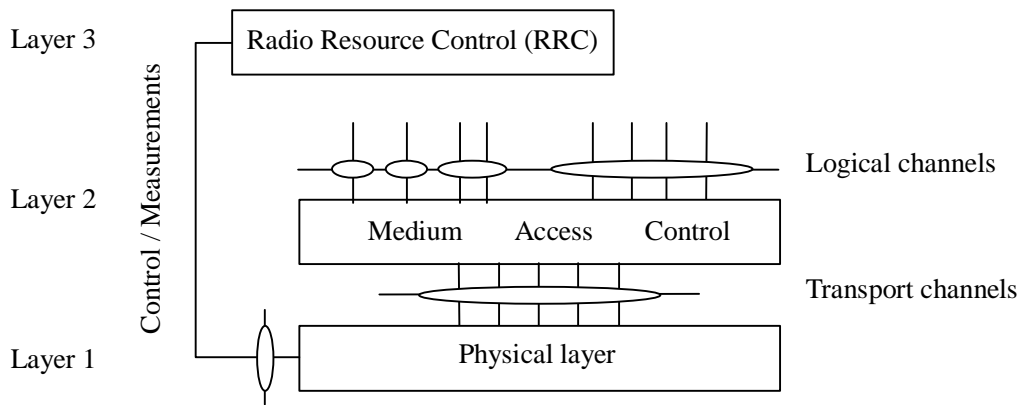 Layer 3
Radio Resource Control (RRC)
Control / Measurements
Logical channels
Layer 2
Medium Access Control
Transport channels
Layer 1
Physical layer